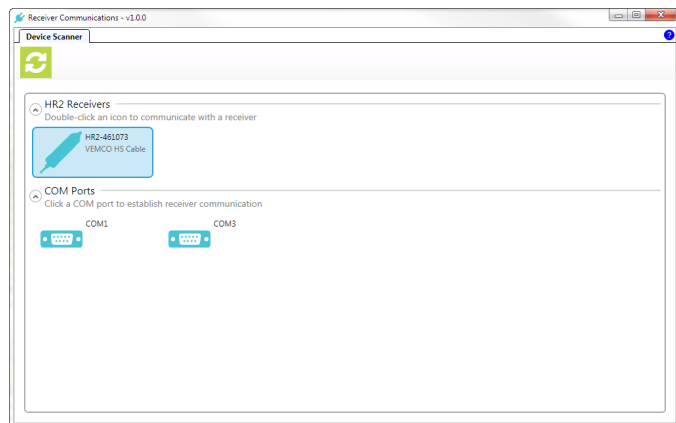 Receiver Communications - v1.0.0
Device Scanner
?
HR2 Receivers
Double-click an icon to communicate with a receiver
HR2-461073
VEMCO HS Cable
COM Ports
Click a COM port to establish receiver communication
COM1 COM3